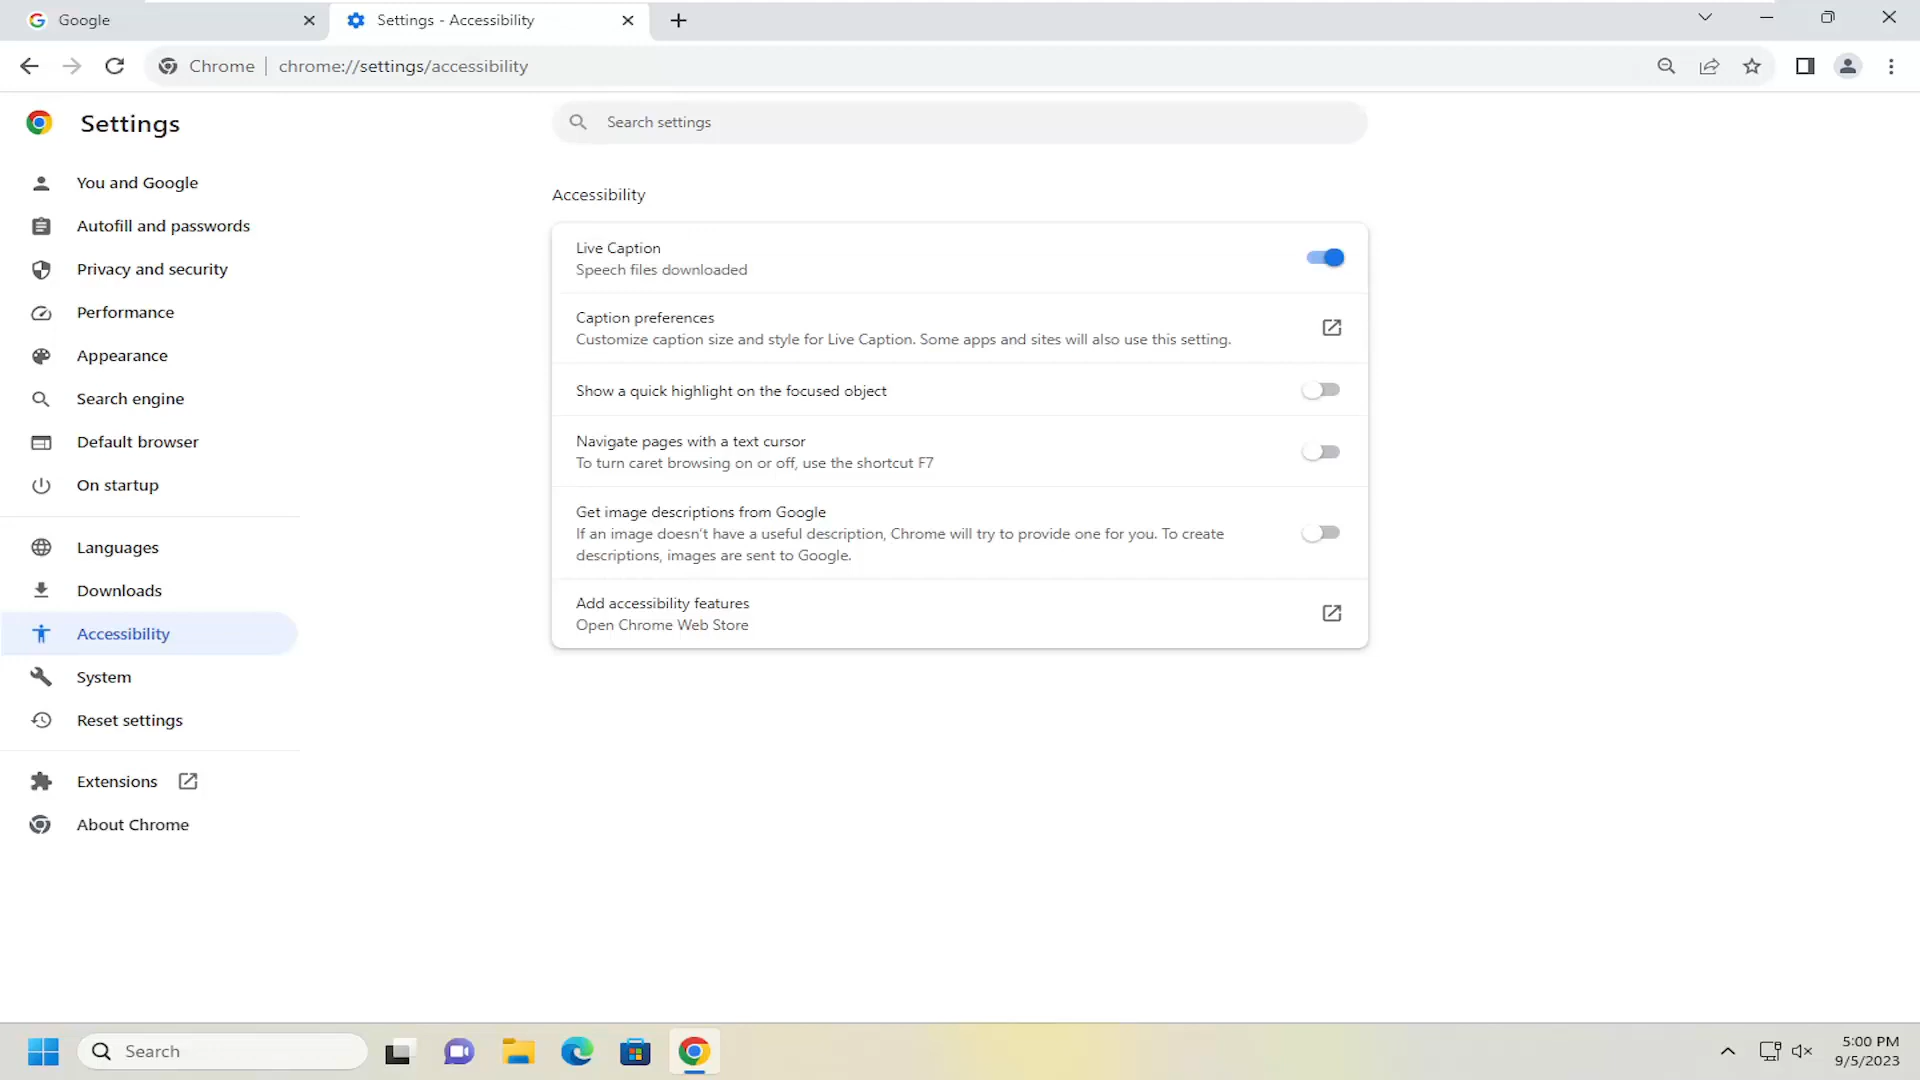 Google
Settings - Accessibility
Chrome
chrome://settings/accessibility
Settings
Search settings
You and Google
Autofill and passwords
Privacy and security
Performance
Appearance
Search engine
Default browser
On startup
Languages
Downloads
Accessibility
System
Reset settings
Extensions
About Chrome
Accessibility
Live Caption
Speech files downloaded
Caption preferences
Customize caption size and style for Live Caption. Some apps and sites will also use this setting.
Show a quick highlight on the focused object
Navigate pages with a text cursor
To turn caret browsing on or off, use the shortcut F7
Get image descriptions from Google
If an image doesn't have a useful description, Chrome will try to provide one for you. To create
descriptions, images are sent to Google.
Add accessibility features
Open Chrome Web Store
Search
5:00 PM
9/5/2023